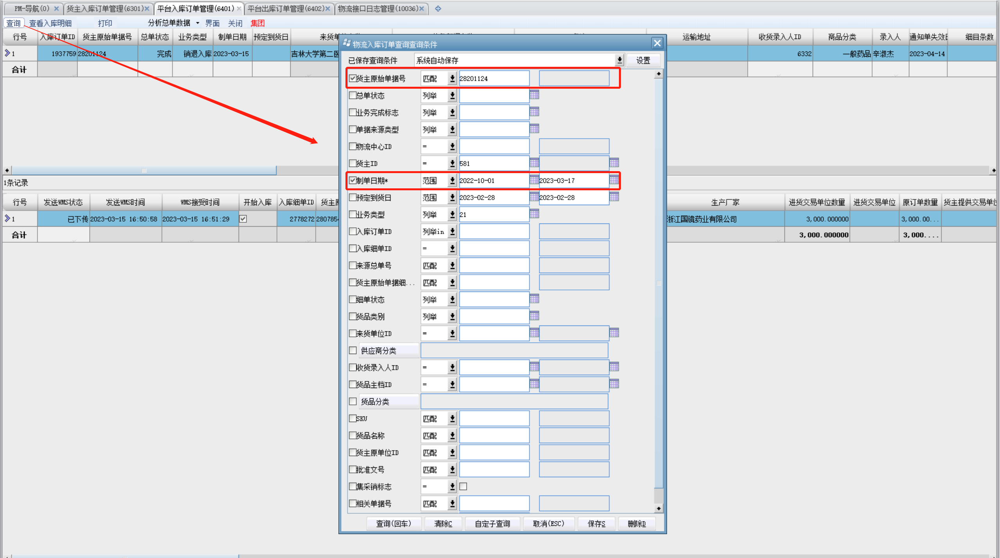 PM-导航(0) 货主入库订单管理(6301) 平台入库订单管理(6401) 平台出库订单管理(6402) 物流接口日志管理(10036)
查询 查看入库明细 打印 分析总单数据 界面 关闭 集团
行号 入库订单ID 货主原始单据号 总单状态 业务类型 制单日期 预定到货日 来货单 运输地址 收货录入人ID 商品分类 录入人 通知单失效 细目条数
1 1937759 28201124 完成 销退入库 2023-03-15 吉林大学第二医 6332 一般药品 辛淑杰 2023-04-14
合计
1条记录
行号 发送WMS状态 发送WMS时间 WMS接受时间 开始入库 入库细单ID 货主原 生产厂家 进货交易单位数量 进货交易单位 原订单数量 货主提供交易单位
1 已下传 2023-03-15 16:50:58 2023-03-15 16:51:29 2778272 2807854 浙江国镜药业有限公司 3,000.000000 3,000.00...
合计 3,000.000000 3,000....
物流入库订单查询查询条件
已保存查询条件 系统自动保存 设置
货主原始单据号 匹配 28201124
总单状态 列举
业务完成标志 列举
单据来源类型 列举
物流中心ID =
货主ID = 581
制单日期* 范围 2022-10-01 2023-03-17
预定到货日 范围 2023-02-28 2023-02-28
业务类型 列举 21
入库订单ID 列举in
入库细单ID =
来源总单号 匹配
货主原始单据细... 匹配
细单状态 列举
货品类别 列举
来货单位ID =
供应商分类
收货录入人ID =
货品主档ID =
货品分类
SKU 匹配
货品名称 匹配
货主原单位ID 匹配
批准文号 匹配
集采销标志 =
相关单据号 匹配
查询(回车) 清除C 自定子查询 取消(ESC) 保存S 删除D